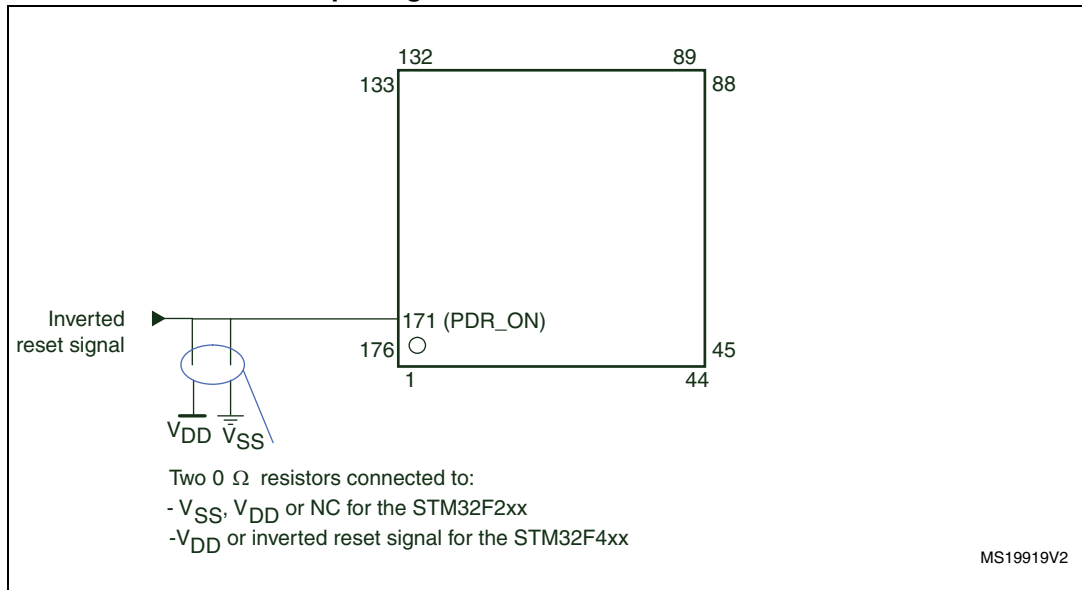 132 89
133 88
Inverted
reset signal
171 (PDR_ON)
176 45
1 44
VDD VSS
Two 0 Ω resistors connected to:
- VSS, VDD or NC for the STM32F2xx
-VDD or inverted reset signal for the STM32F4xx
MS19919V2